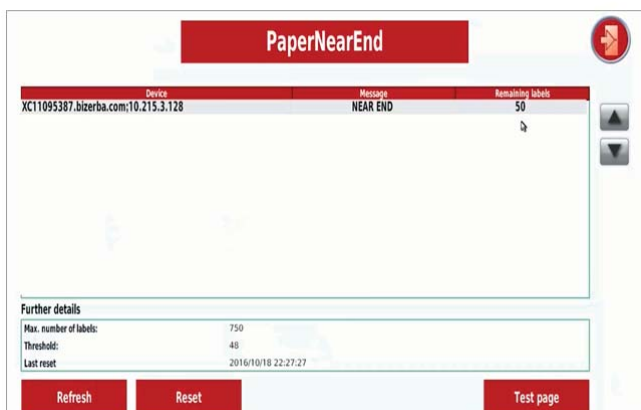 PaperNearEnd
Device Message Remaining labels
XC11095387.bizerba.com;10.215.3.128 NEAR END 50
Further details
Max. number of labels: 750
Threshold: 48
Last reset 2016/10/18 22:27:27
Refresh Reset Test page